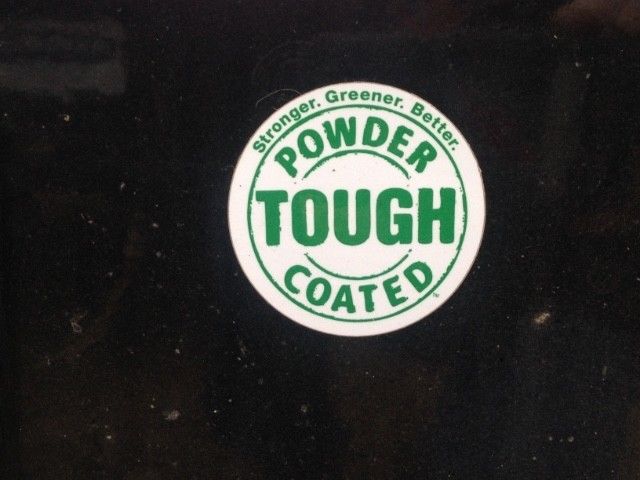 Stronger. Greener. Better.
POWDER
TOUGH
COATED